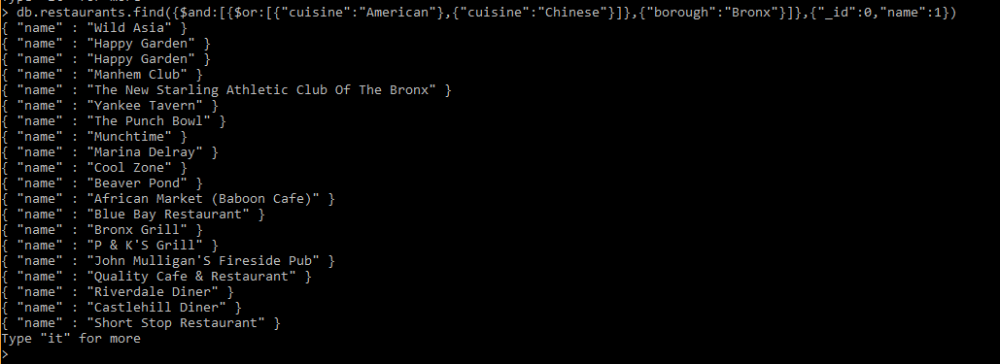 Type "it" for more
> db.restaurants.find({$and:[{$or:[{"cuisine":"American"},{"cuisine":"Chinese"}]},{"borough":"Bronx"}]},{"_id":0,"name":1})
{ "name" : "Wild Asia" }
{ "name" : "Happy Garden" }
{ "name" : "Happy Garden" }
{ "name" : "Manhem Club" }
{ "name" : "The New Starling Athletic Club Of The Bronx" }
{ "name" : "Yankee Tavern" }
{ "name" : "The Punch Bowl" }
{ "name" : "Munchtime" }
{ "name" : "Marina Delray" }
{ "name" : "Cool Zone" }
{ "name" : "Beaver Pond" }
{ "name" : "African Market (Baboon Cafe)" }
{ "name" : "Blue Bay Restaurant" }
{ "name" : "Bronx Grill" }
{ "name" : "P & K'S Grill" }
{ "name" : "John Mulligan'S Fireside Pub" }
{ "name" : "Quality Cafe & Restaurant" }
{ "name" : "Riverdale Diner" }
{ "name" : "Castlehill Diner" }
{ "name" : "Short Stop Restaurant" }
Type "it" for more
>